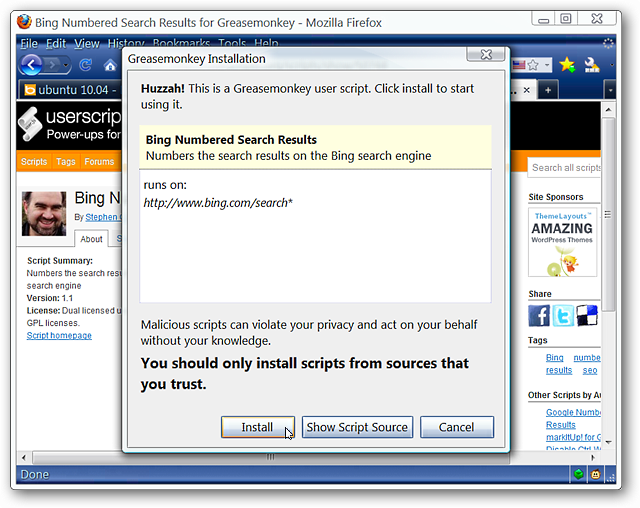 Bing Numbered Search Results for Greasemonkey - Mozilla Firefox
File Edit View History Bookmarks Tools Help
Greasemonkey Installation
ubuntu 10.04 -
Huzzah! This is a Greasemonkey user script. Click install to start
using it.
userscrip
Power-ups for
Scripts Tags Forums
Search all scripts
Bing Numbered Search Results
Numbers the search results on the Bing search engine
runs on:
http://www.bing.com/search*
Bing N
By Stephen
About S
Script Summary:
Numbers the search resu
search engine
Version: 1.1
License: Dual licensed u
GPL licenses.
Script homepage
Malicious scripts can violate your privacy and act on your behalf
without your knowledge.
You should only install scripts from sources that
you trust.
Install Show Script Source Cancel
Site Sponsors
ThemeLayouts™
AMAZING
WordPress Themes
Share
Tags
Bing numbe
results seo
Other Scripts by Au
Google Numb
Results
markItUp! for G
Disable Ctrl W
Done